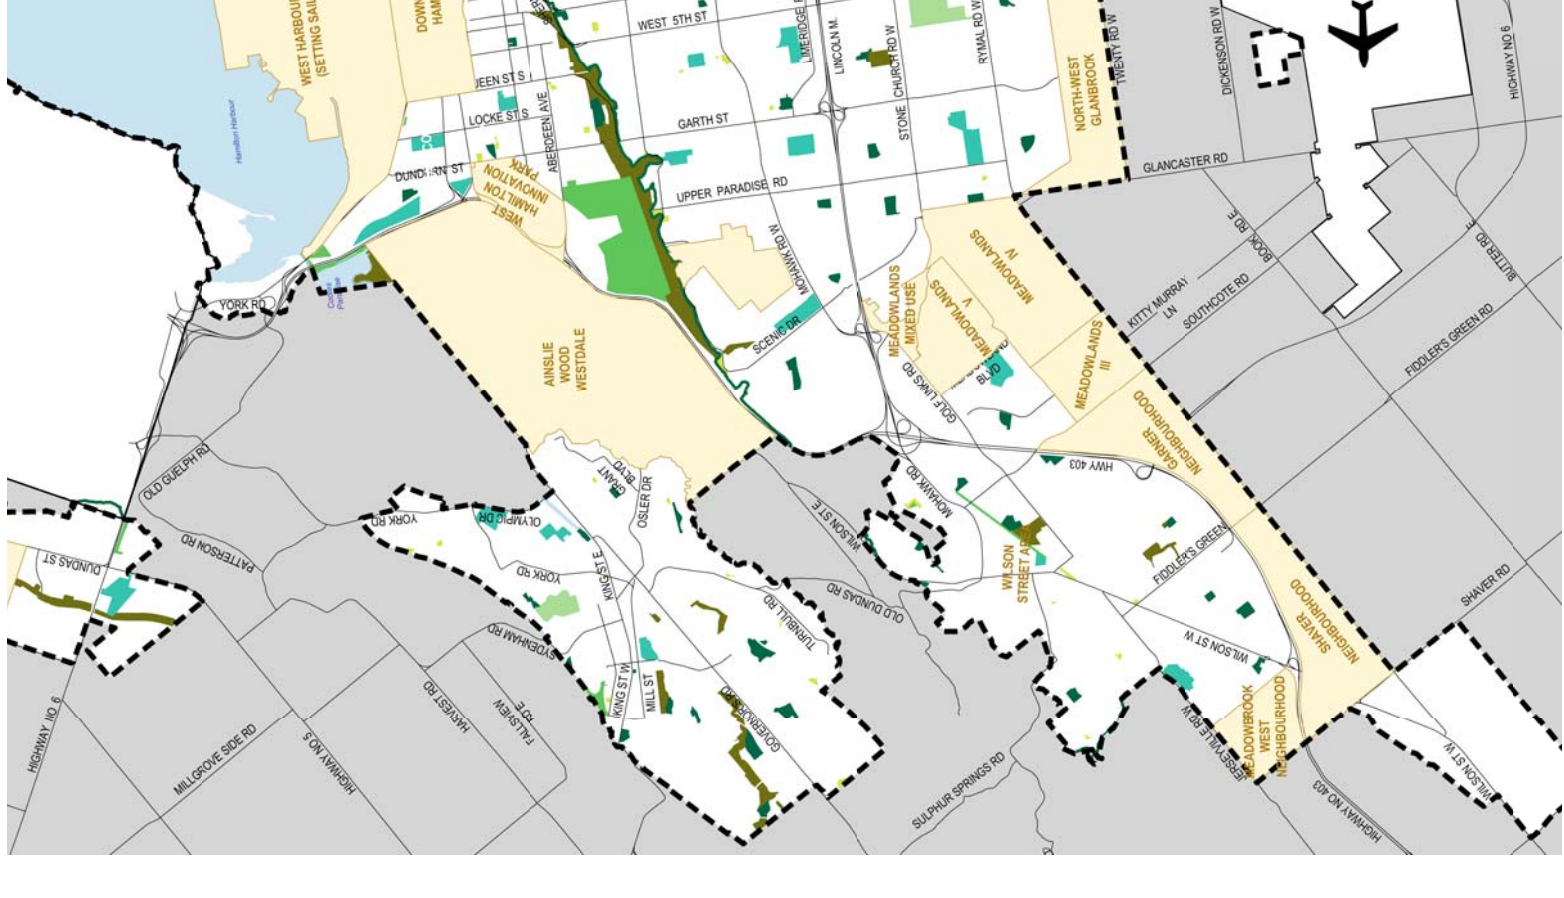 WEST HARBOUR
(SETTING SAIL
WEST 5TH ST
LIMERIDGE
LINCOLN M.
STONE CHURCH RD W
RYMAL RD W
TWENTY RD W
DICKENSON RD W
HIGHWAY NO 6
Hamilton Harbour
LOCKE ST S
ABERDEEN AVE
GARTH ST
NORTH-WEST
GLANBROOK
GLANCASTER RD
WEST
HAMILTON
INNOVATION
PARK
UPPER PARADISE RD
MOHAWK RD W
MEADOWLANDS
IV
BOOK RD E
BUTTER RD E
KITTY MURRAY
LN
SOUTHCOTE RD
FIDDLER'S GREEN RD
YORK RD
MEADOWLANDS
MIXED USE
MEADOWLANDS
V
MEADOWLANDS
III
AINSLIE
WOOD
WESTDALE
SCENIC DR
BLVD
GOLF LINKS RD
GARNER
NEIGHBOURHOOD
OLD GUELPH RD
GRANT
BLVD
OSLER DR
HWY 403
MOHAWK RD
YORK RD
OLYMPIC DR
WILSON ST E
PATTERSON RD
DUNDAS ST
YORK RD
KING ST E
WILSON
STREET AREA
FIDDLER'S GREEN
SHAVER RD
OLD DUNDAS RD
TURNBULL RD
SYDENHAM RD
WILSON ST W
SHAVER
NEIGHBOURHOOD
HARVEST RD
FALLSVIEW
RD E
KING ST W
MILL ST
GOVERNOR'S RD
HIGHWAY NO 6
MILLGROVE SIDE RD
HIGHWAY NO 5
SULPHUR SPRINGS RD
JERSEYVILLE RD W
MEADOWBROOK
WEST
NEIGHBOURHOOD
HIGHWAY NO 403
WILSON ST W